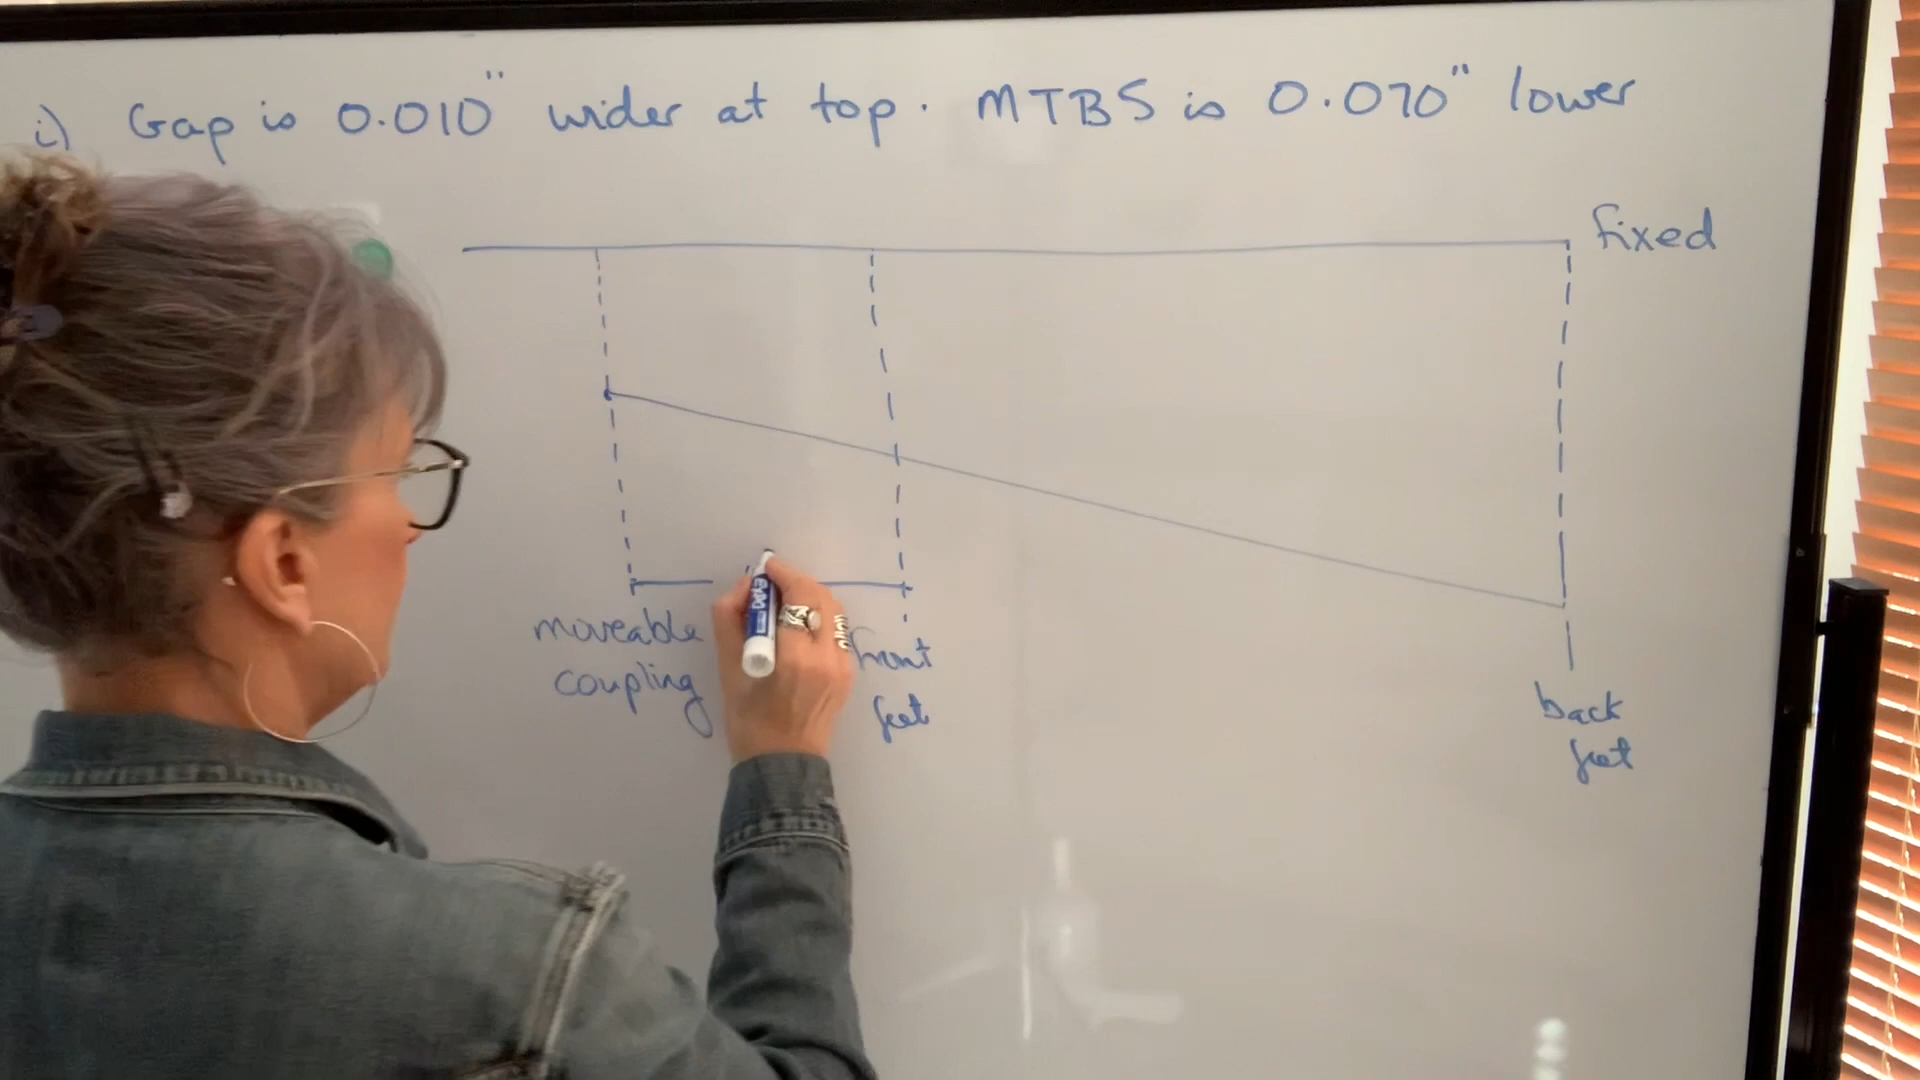 i) Gap is 0.010" wider at top. MTBS is 0.070" lower
fixed
moveable
coupling
front
feet
back
feet
EXPO